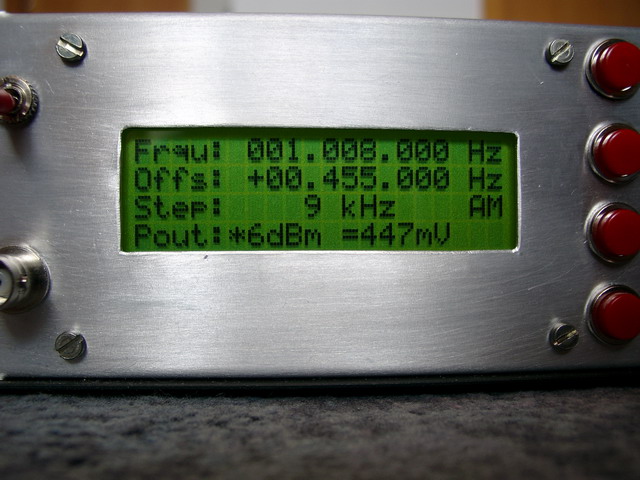 Frqu: 001.008.000 Hz
Offs: +00.455.000 Hz
Step: 9 kHz AM
Pout:*6dBm =447mV